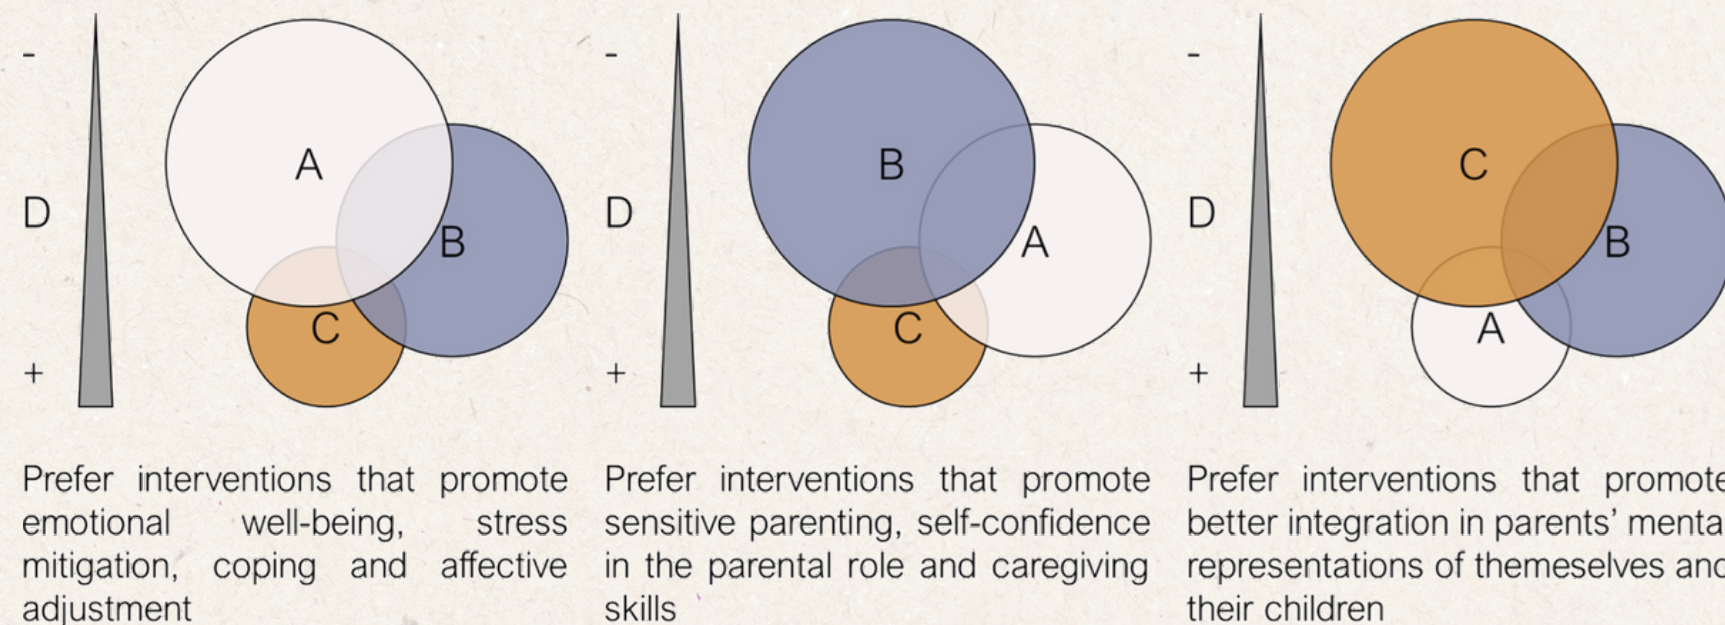 -
D
+
A
B
C
Prefer interventions that promote
emotional well-being, stress
mitigation, coping and affective
adjustment
-
D
+
B
A
C
Prefer interventions that promote
sensitive parenting, self-confidence
in the parental role and caregiving
skills
-
D
+
C
B
A
Prefer interventions that promote
better integration in parents’ menta
representations of themeselves and
their children